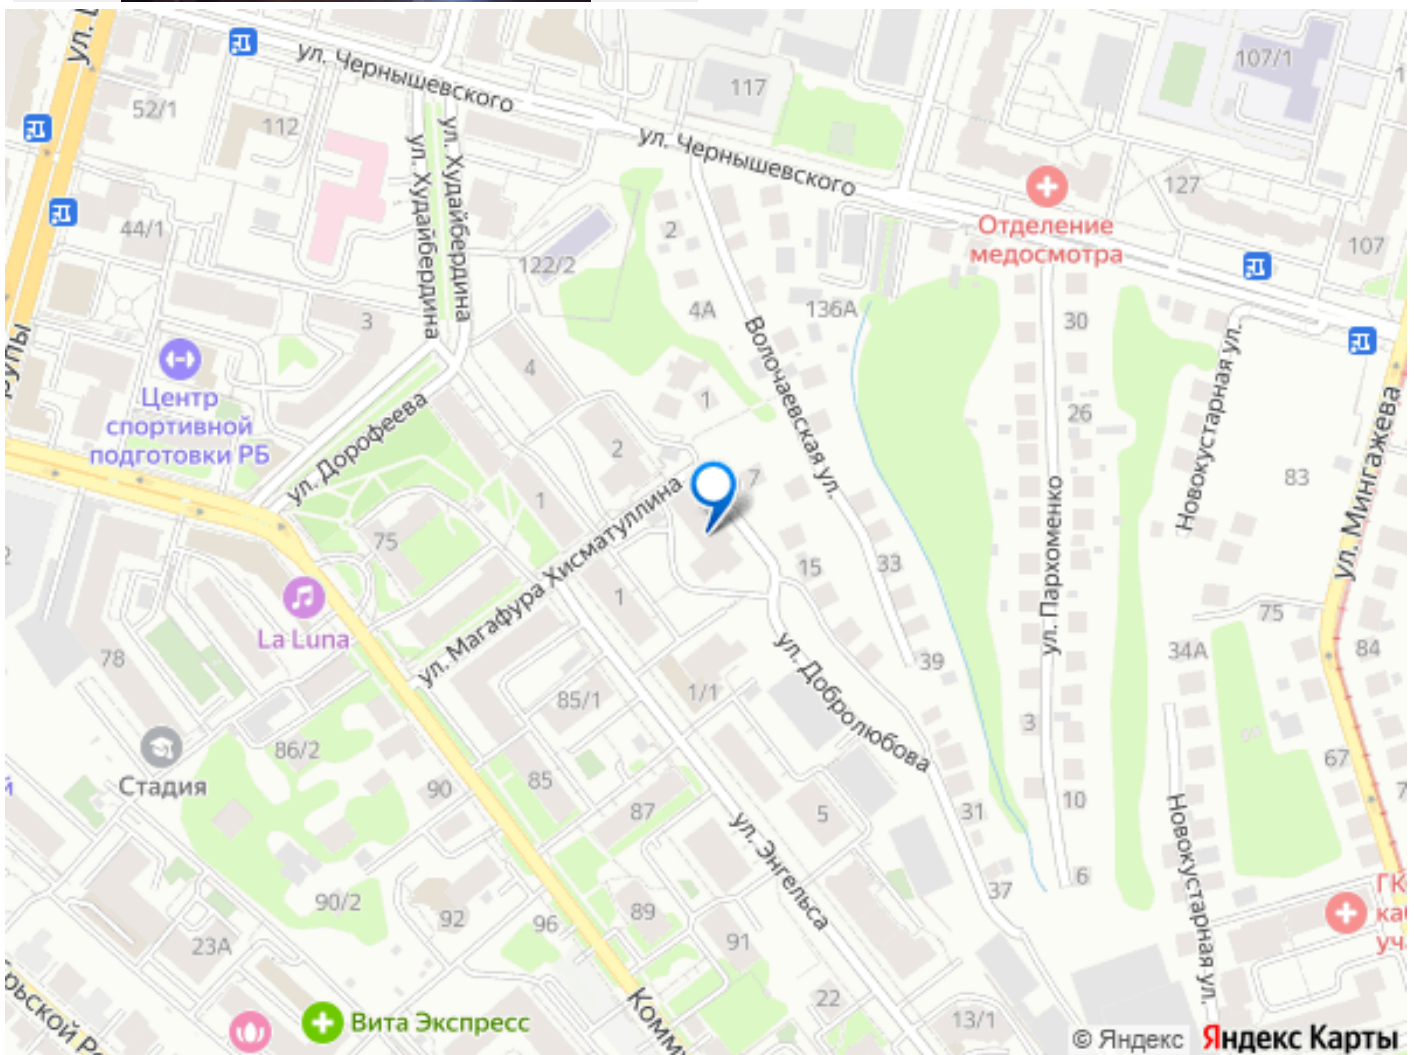 ул. Чернышевского
117
107/1
52/1
112
ул. Худайбердина
ул. Худайбердина
ул. Чернышевского
127
Отделение
медосмотра
107
44/1
2
122/2
4А
136А
30
3
Волочаевская ул.
Новокустарная ул.
Центр
спортивной
подготовки РБ
4
1
26
ул. Дорофеева
2
7
83
ул. Мингажева
1
75
ул. Магафура Хисматуллина
ул. Пархоменко
15
33
La Luna
1
75
78
39
34А
84
ул. Добролюбова
85/1
1/1
3
86/2
Стадия
85
90
67
10
31
87
5
ул. Энгельса
Новокустарная ул.
6
37
90/2
92
96
89
91
23А
22
13/1
Вита Экспресс
© Яндекс
Яндекс Карты